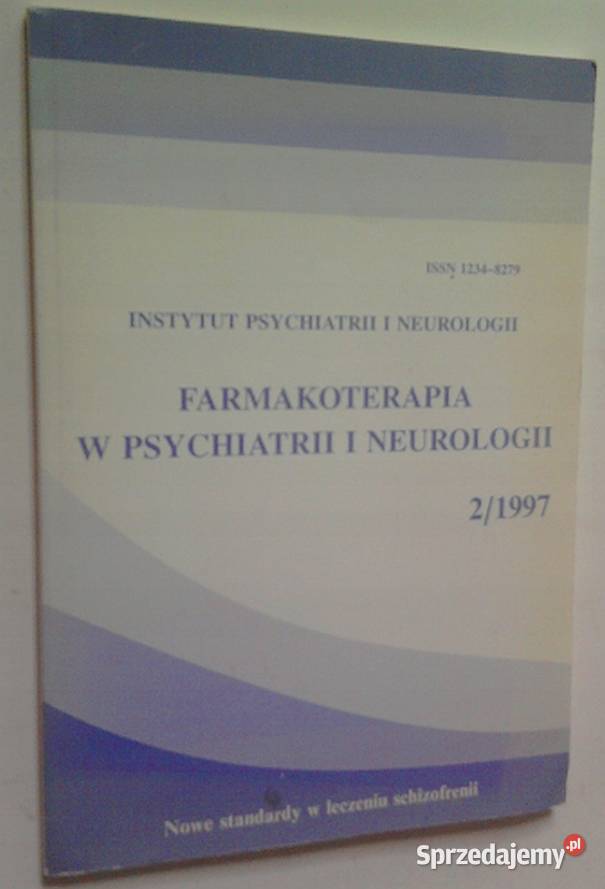 ISSN 1234-8279
INSTYTUT PSYCHIATRII I NEUROLOGII
FARMAKOTERAPIA
W PSYCHIATRII I NEUROLOGII
2/1997
Nowe standardy w leczeniu schizofrenii
Sprzedajemy.pl